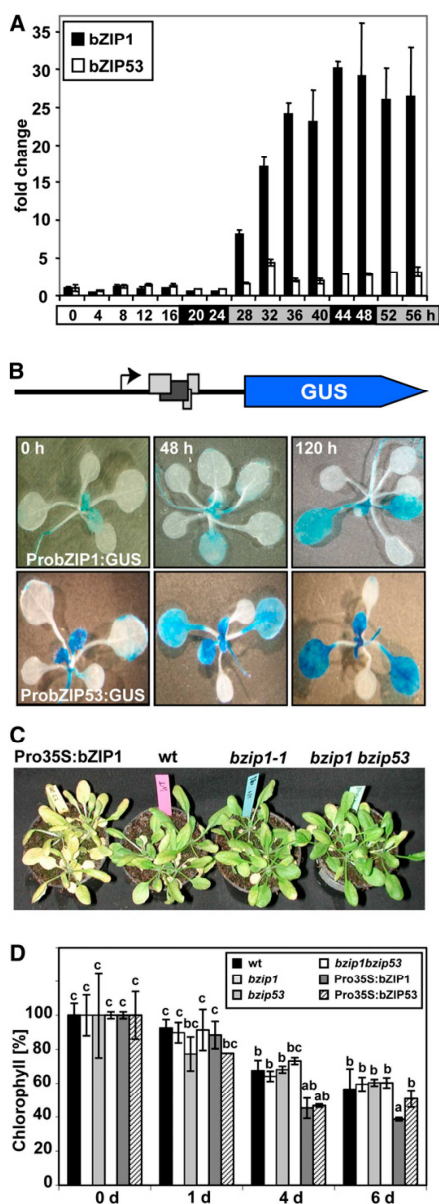 A
bZIP1
bZIP53
fold change
35
30
25
20
15
10
5
0
0 4 8 12 16 20 24 28 32 36 40 44 48 52 56 h
B
GUS
0 h 48 h 120 h
ProbZIP1:GUS
ProbZIP53:GUS
C
Pro35S:bZIP1 wt bzip1-1 bzip1 bzip53
D
wt bzip1bzip53
bzip1 Pro35S:bZIP1
bzip53 Pro35S:bZIP53
Chlorophyll [%]
100
80
60
40
20
0
c c c c c c
c c bc c c bc
b b b bc ab ab
b b b b a b
0 d 1 d 4 d 6 d